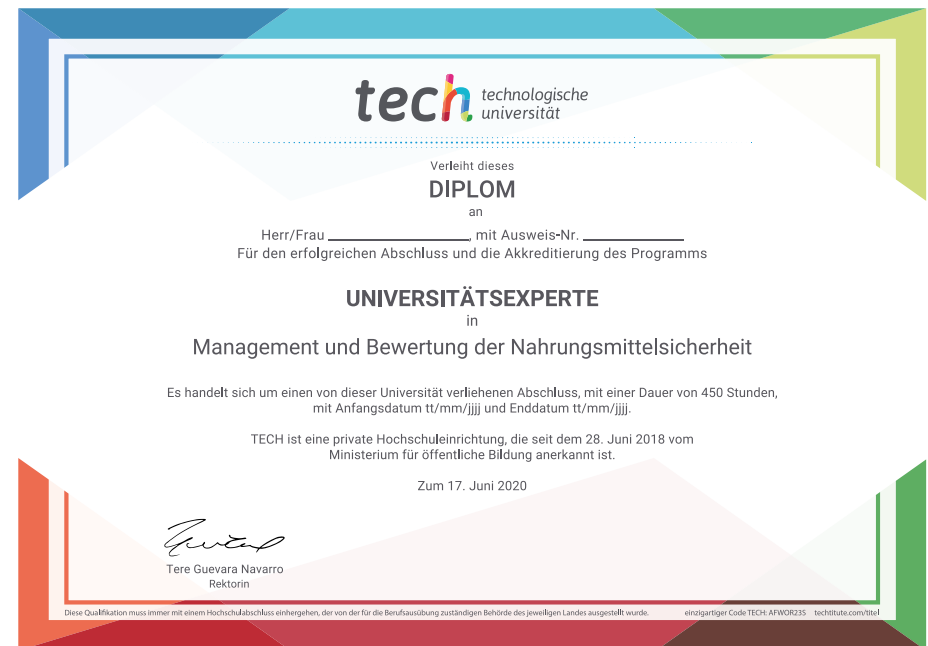 tech technologische
universität
Verleiht dieses
DIPLOM
an
Herr/Frau ____________________, mit Ausweis-Nr. ______________
Für den erfolgreichen Abschluss und die Akkreditierung des Programms
UNIVERSITÄTSEXPERTE
in
Management und Bewertung der Nahrungsmittelsicherheit
Es handelt sich um einen von dieser Universität verliehenen Abschluss, mit einer Dauer von 450 Stunden,
mit Anfangsdatum tt/mm/jjjj und Enddatum tt/mm/jjjj.
TECH ist eine private Hochschuleinrichtung, die seit dem 28. Juni 2018 vom
Ministerium für öffentliche Bildung anerkannt ist.
Zum 17. Juni 2020
Tere Guevara Navarro
Rektorin
Diese Qualifikation muss immer mit einem Hochschulabschluss einhergehen, der von der für die Berufsausübung zuständigen Behörde des jeweiligen Landes ausgestellt wurde. einzigartiger Code TECH: AFWOR23S techtitute.com/titel